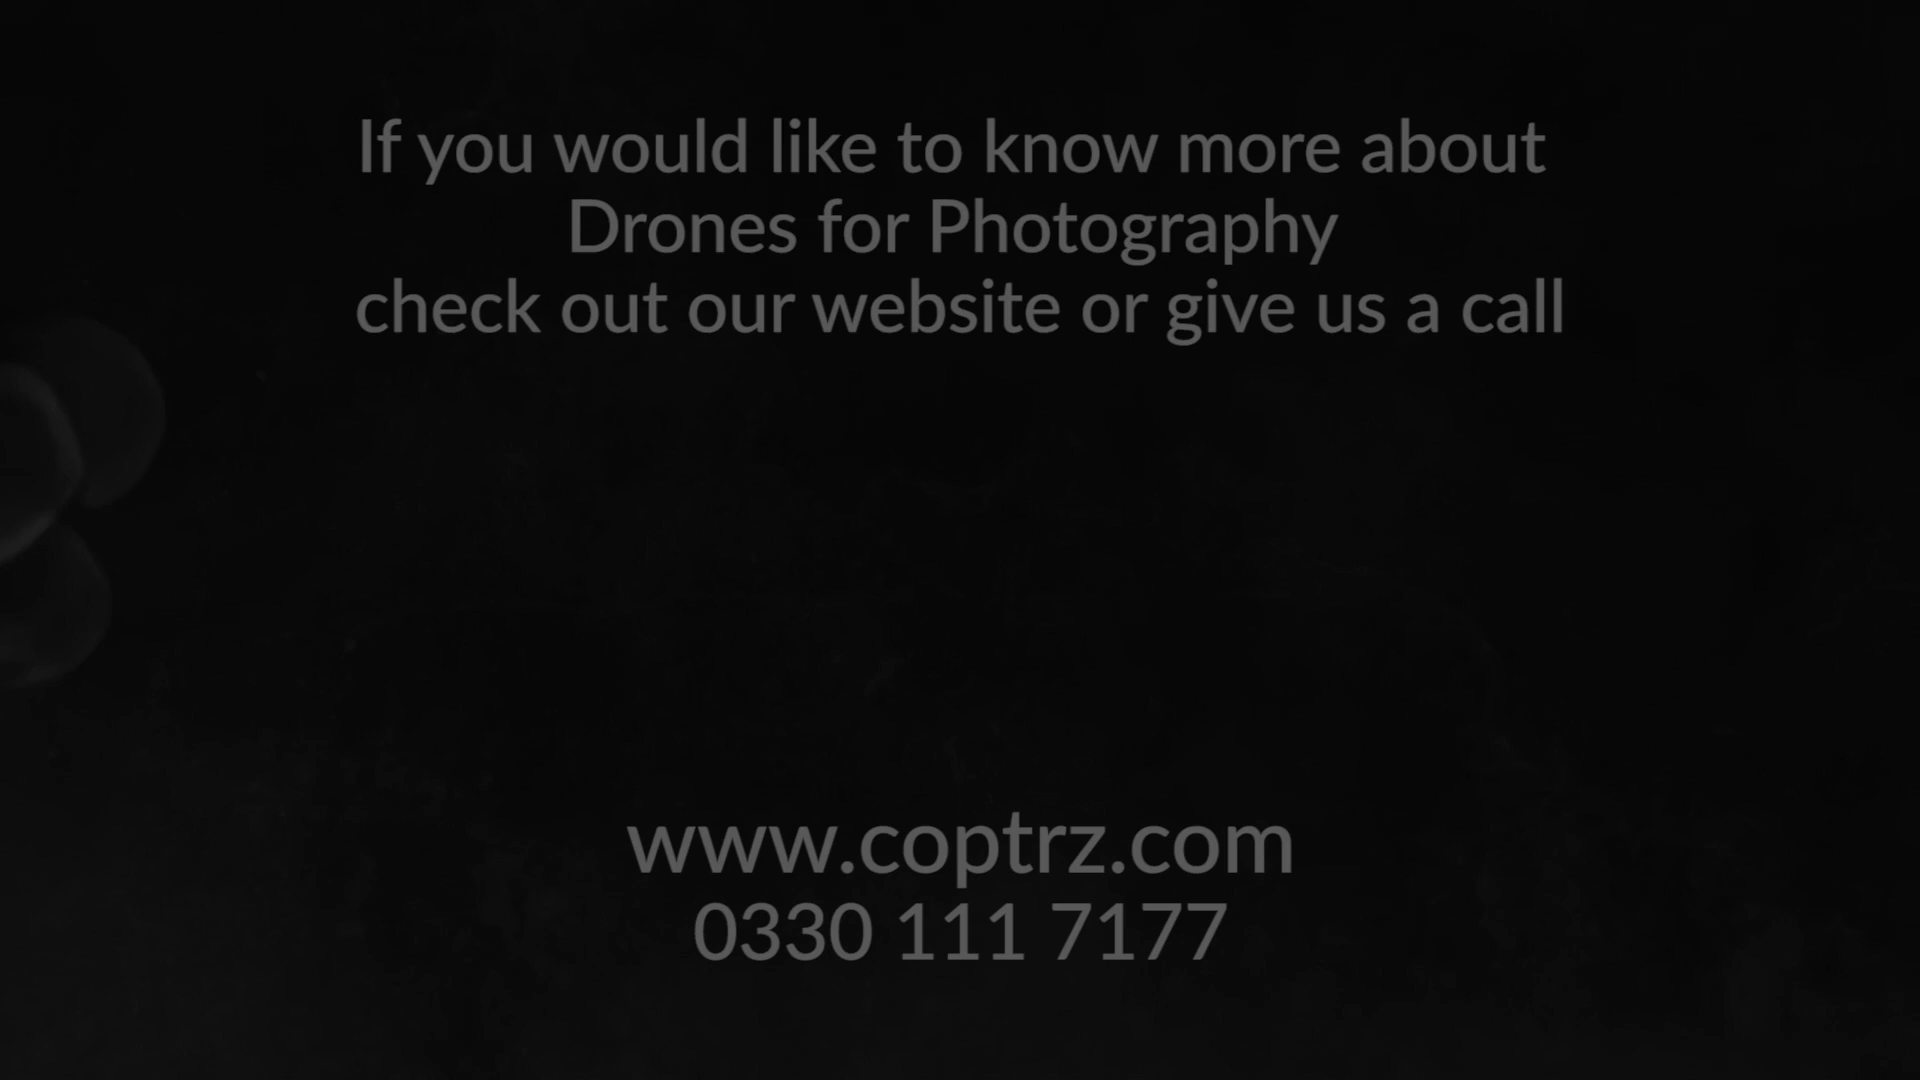 If you would like to know more about
Drones for Photography
check out our website or give us a call
www.coptrz.com
0330 111 7177